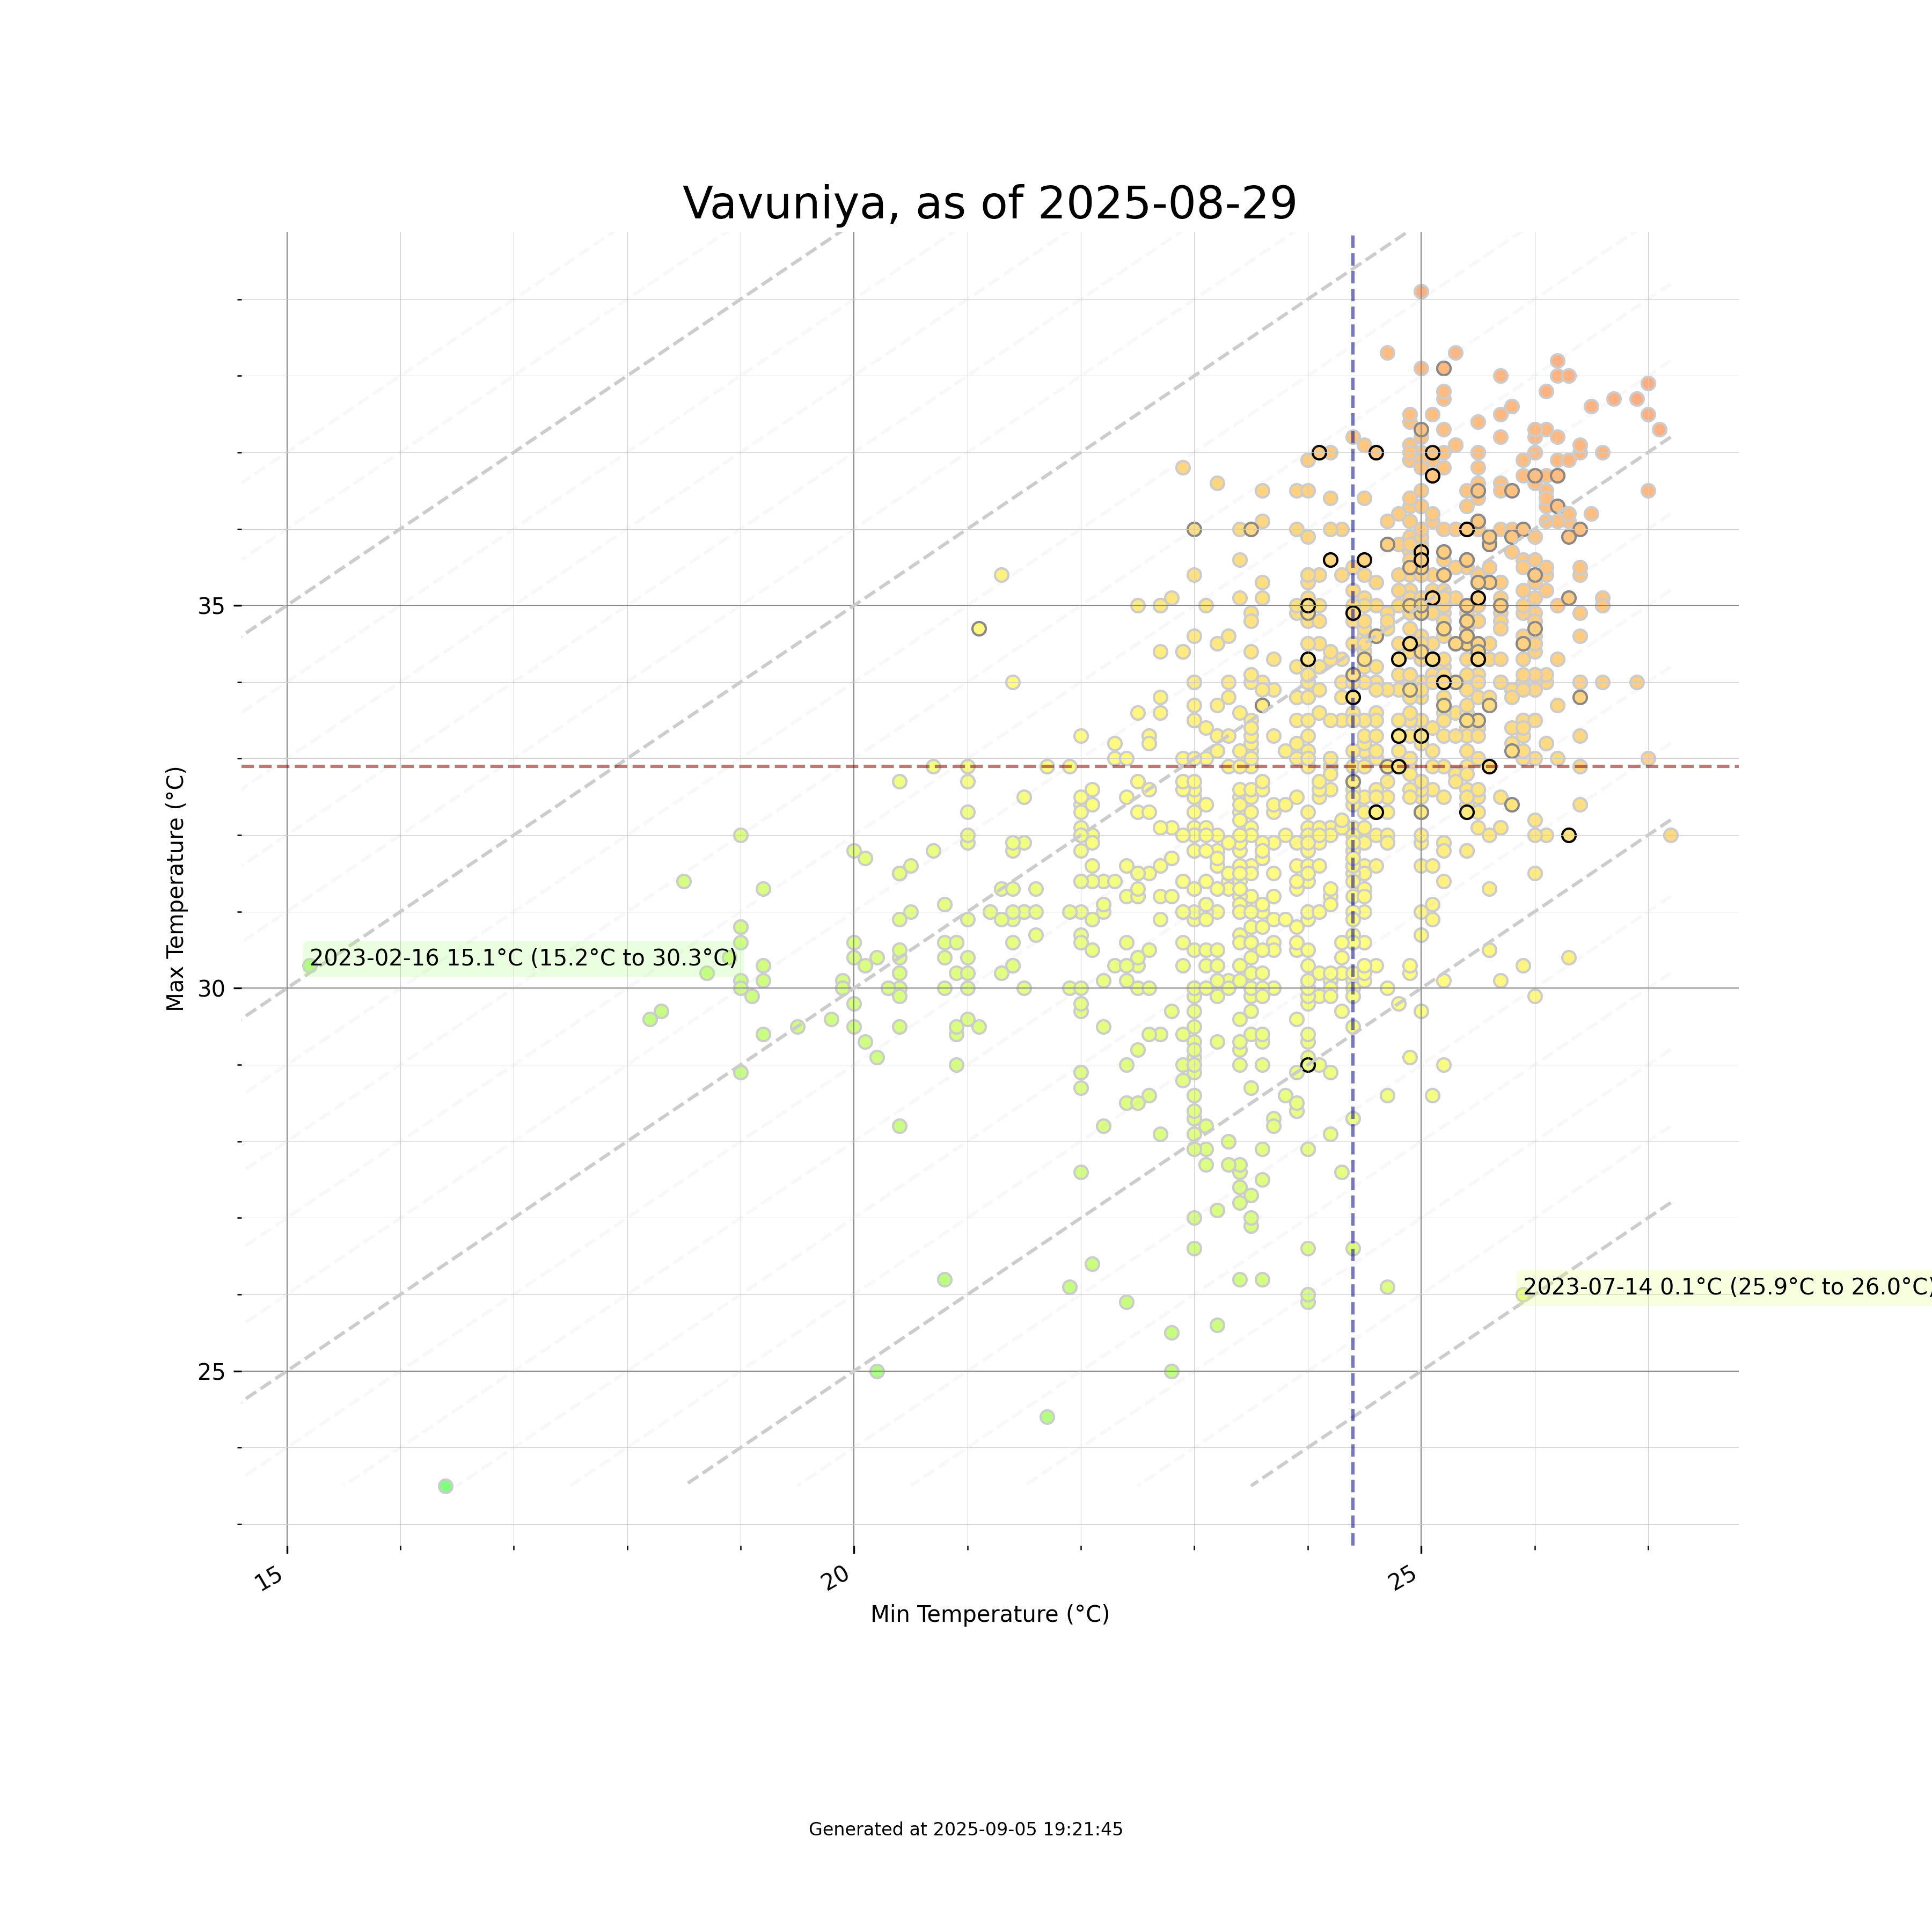 Vavuniya, as of 2025-08-29
Max Temperature (°C)
35
30
25
2023-02-16 15.1°C (15.2°C to 30.3°C)
2023-07-14 0.1°C (25.9°C to 26.0°C)
15
20
25
Min Temperature (°C)
Generated at 2025-09-05 19:21:45